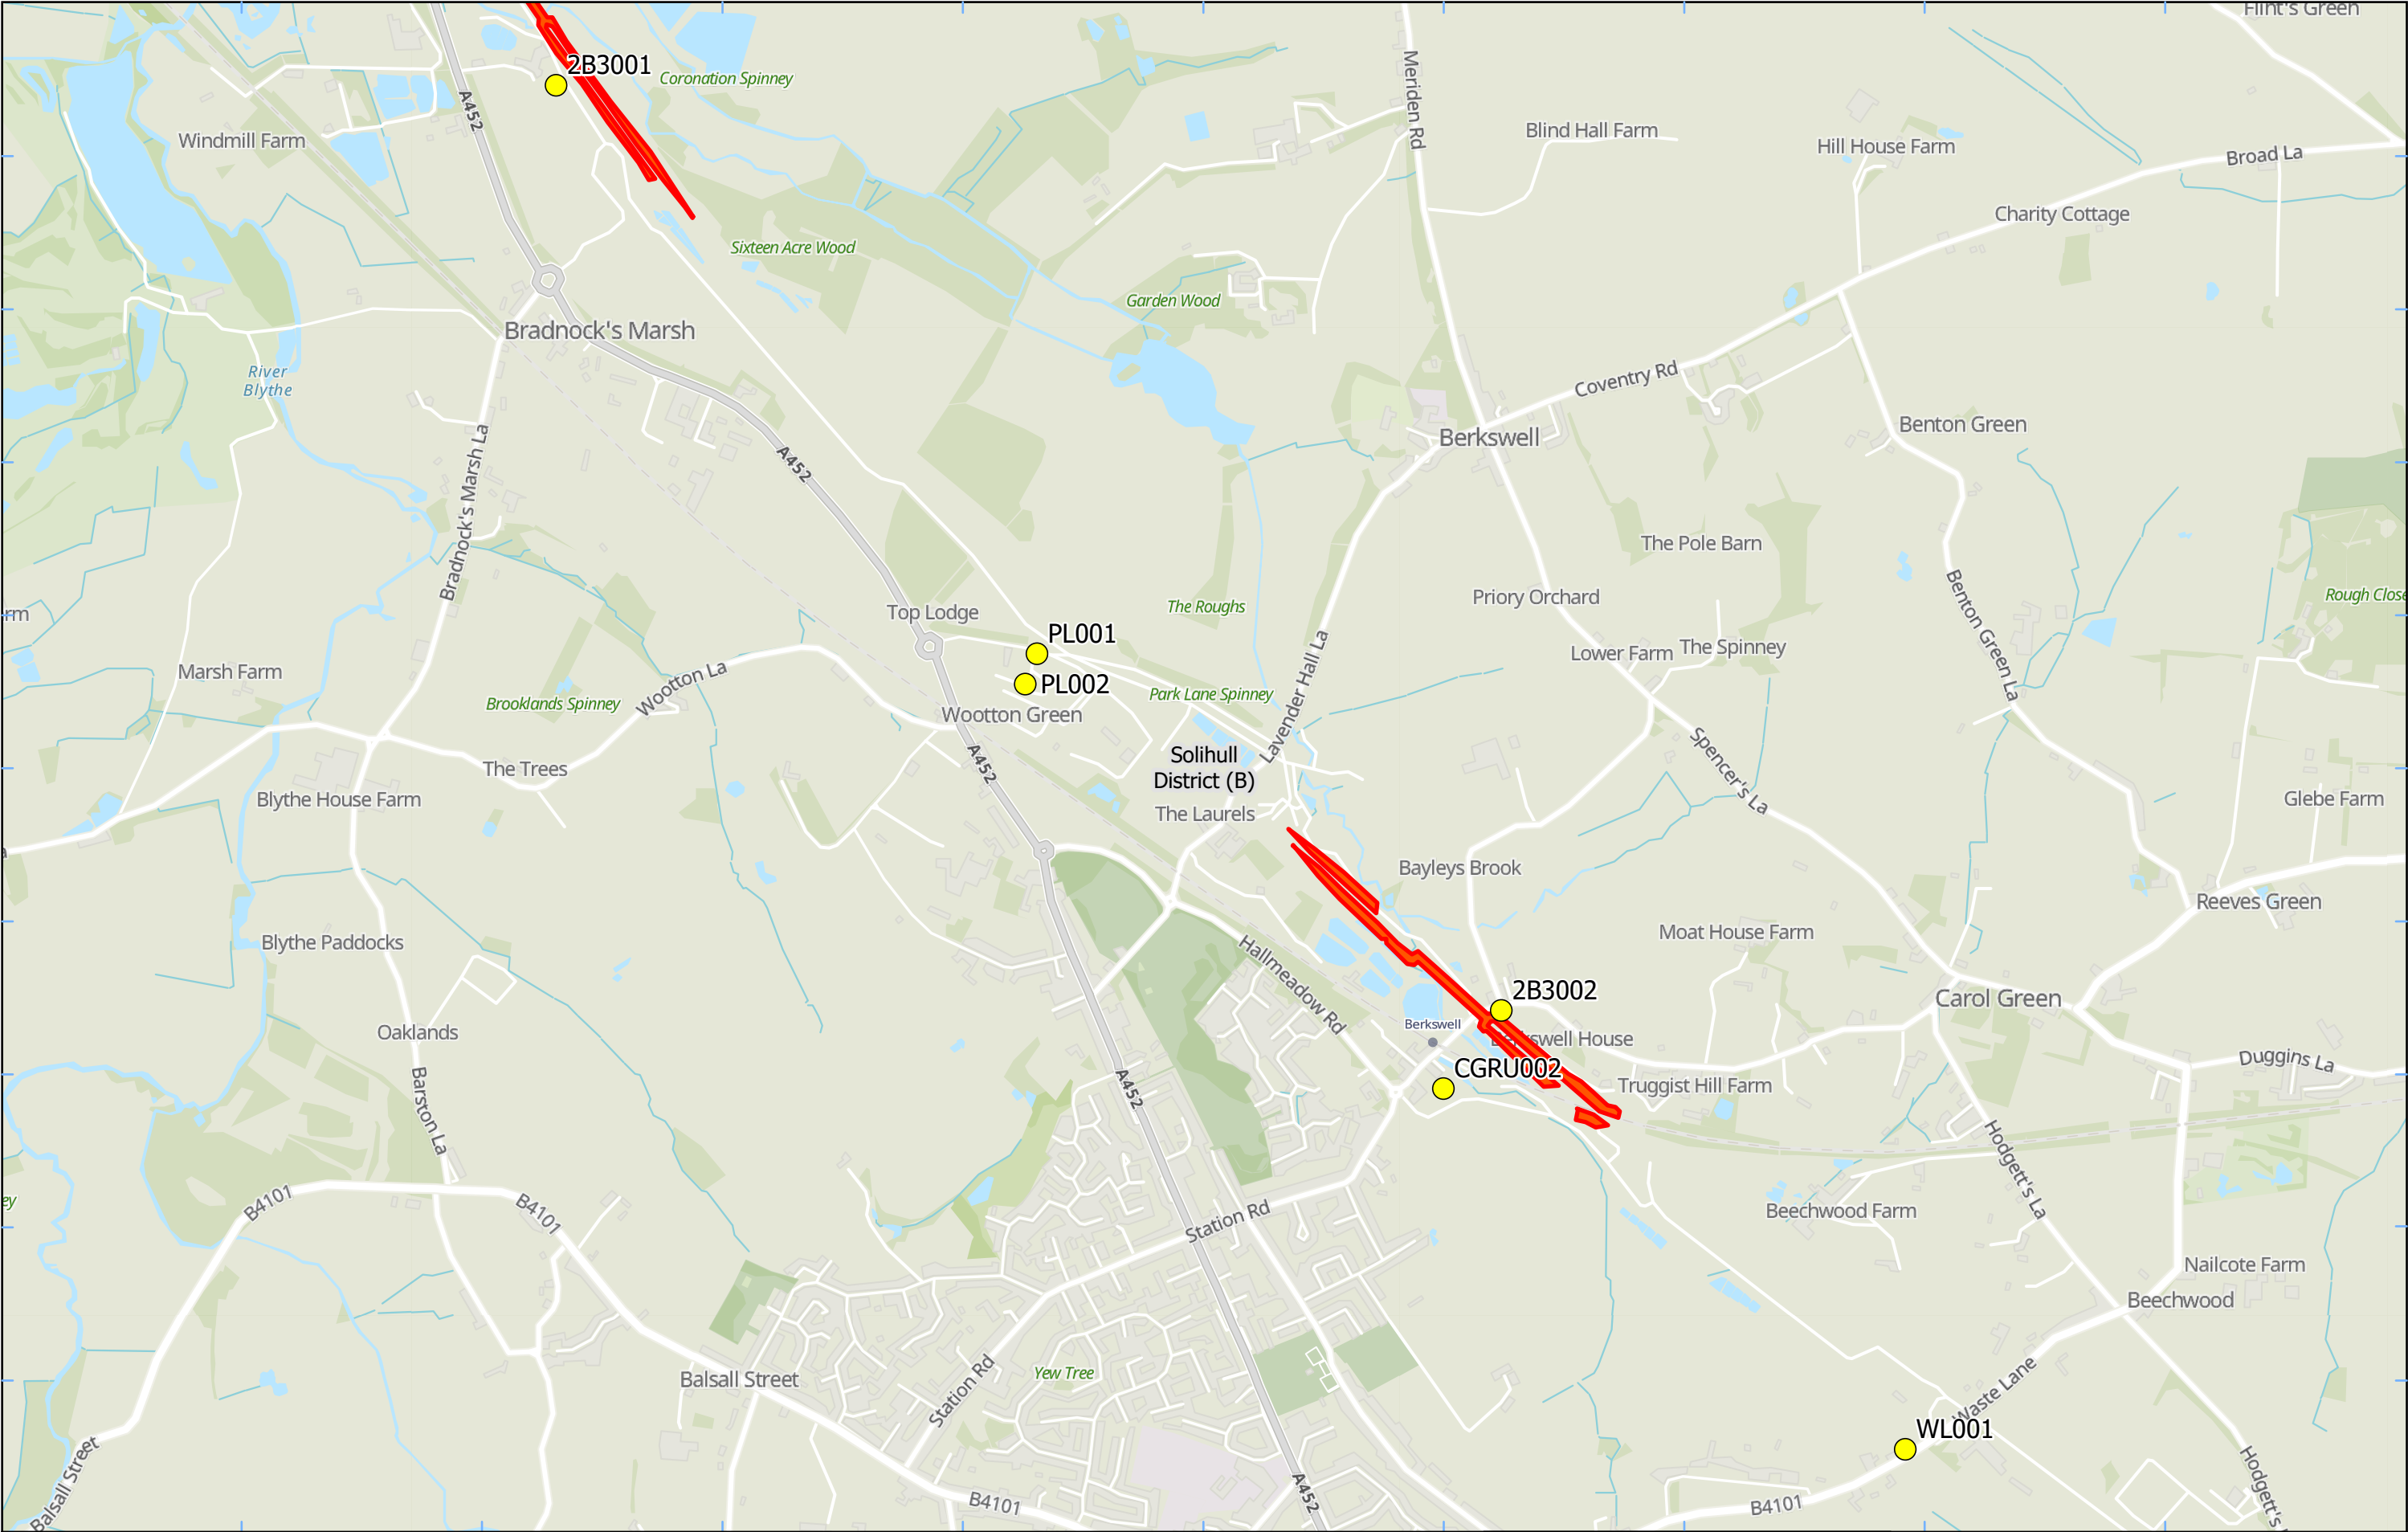 Flint's Green
2B3001
Coronation Spinney
A452
Meriden Rd
Windmill Farm
Blind Hall Farm
Hill House Farm
Broad La
Charity Cottage
Sixteen Acre Wood
Garden Wood
Bradnock's Marsh
River
Blythe
Coventry Rd
Benton Green
Berkswell
A452
Bradnock's Marsh La
The Pole Barn
Priory Orchard
Rough Close
rm
Top Lodge
The Roughs
PL001
Benton Green La
Lower Farm
The Spinney
Marsh Farm
PL002
Park Lane Spinney
Lavender Hall La
Wootton La
Brooklands Spinney
Wootton Green
A452
Solihull
District (B)
Spencer's La
The Trees
Blythe House Farm
The Laurels
Glebe Farm
a
Bayleys Brook
Reeves Green
Blythe Paddocks
Moat House Farm
Hallmeadow Rd
2B3002
Carol Green
Berkswell
Oaklands
Berkswell House
CGRU002
Duggins La
Truggist Hill Farm
A452
Barston La
Hodgett's La
ey
B4101
B4101
Station Rd
Beechwood Farm
Nailcote Farm
Beechwood
Yew Tree
Balsall Street
Station Rd
Waste Lane
WL001
Balsall Street
A452
B4101
B4101
Hodgett's